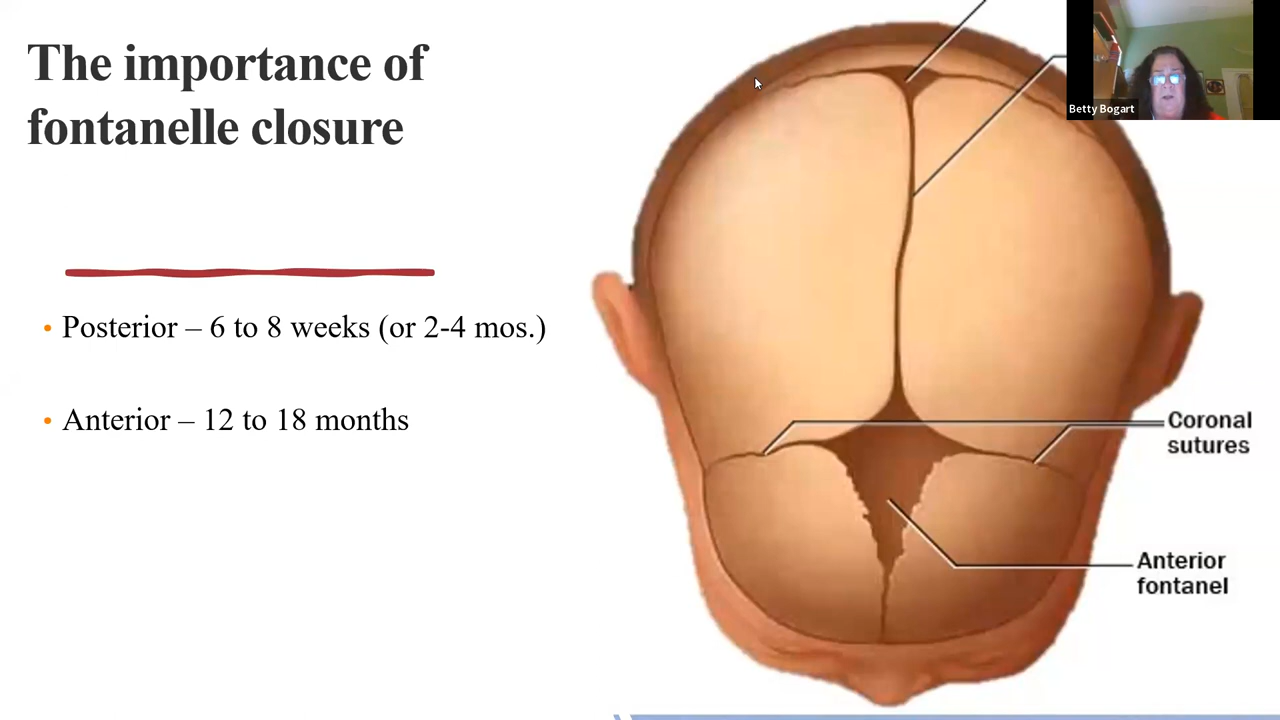 The importance of
fontanelle closure
• Posterior – 6 to 8 weeks (or 2-4 mos.)
• Anterior – 12 to 18 months
Betty Bogart
Coronal
sutures
Anterior
fontanel